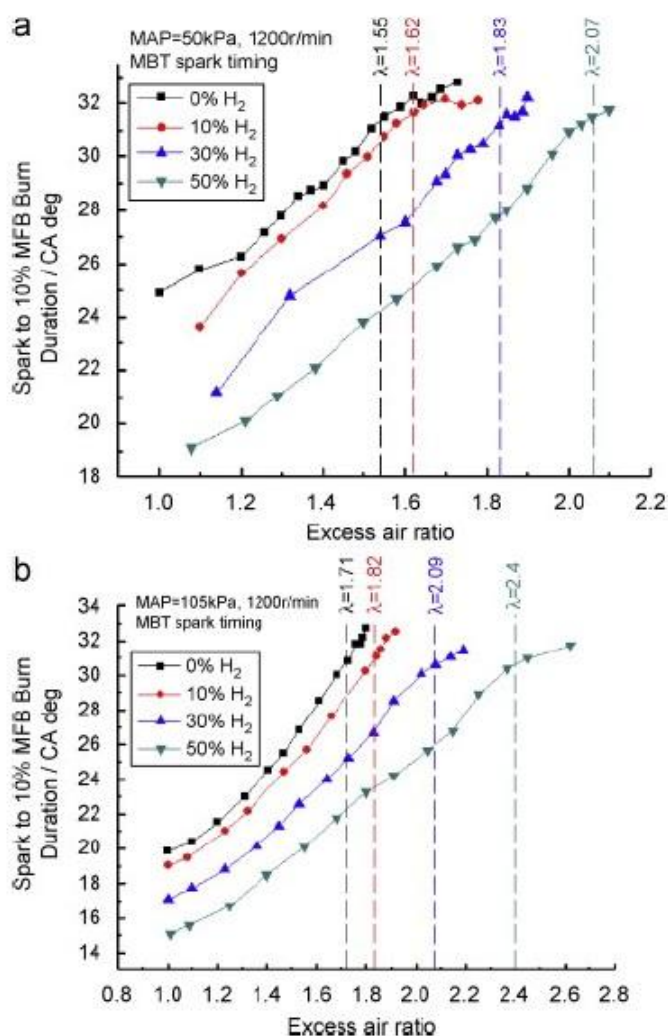 a
MAP=50kPa, 1200r/min
MBT spark timing
λ=1.55
λ=1.62
λ=1.83
λ=2.07
0% H₂
10% H₂
30% H₂
50% H₂
32
30
28
26
24
22
20
18
Spark to 10% MFB Burn
Duration / CA deg
1.0 1.2 1.4 1.6 1.8 2.0 2.2
Excess air ratio
b
MAP=105kPa, 1200r/min
MBT spark timing
λ=1.71
λ=1.82
λ=2.09
λ=2.4
0% H₂
10% H₂
30% H₂
50% H₂
34
32
30
28
26
24
22
20
18
16
14
Spark to 10% MFB Burn
Duration / CA deg
0.8 1.0 1.2 1.4 1.6 1.8 2.0 2.2 2.4 2.6 2.8
Excess air ratio